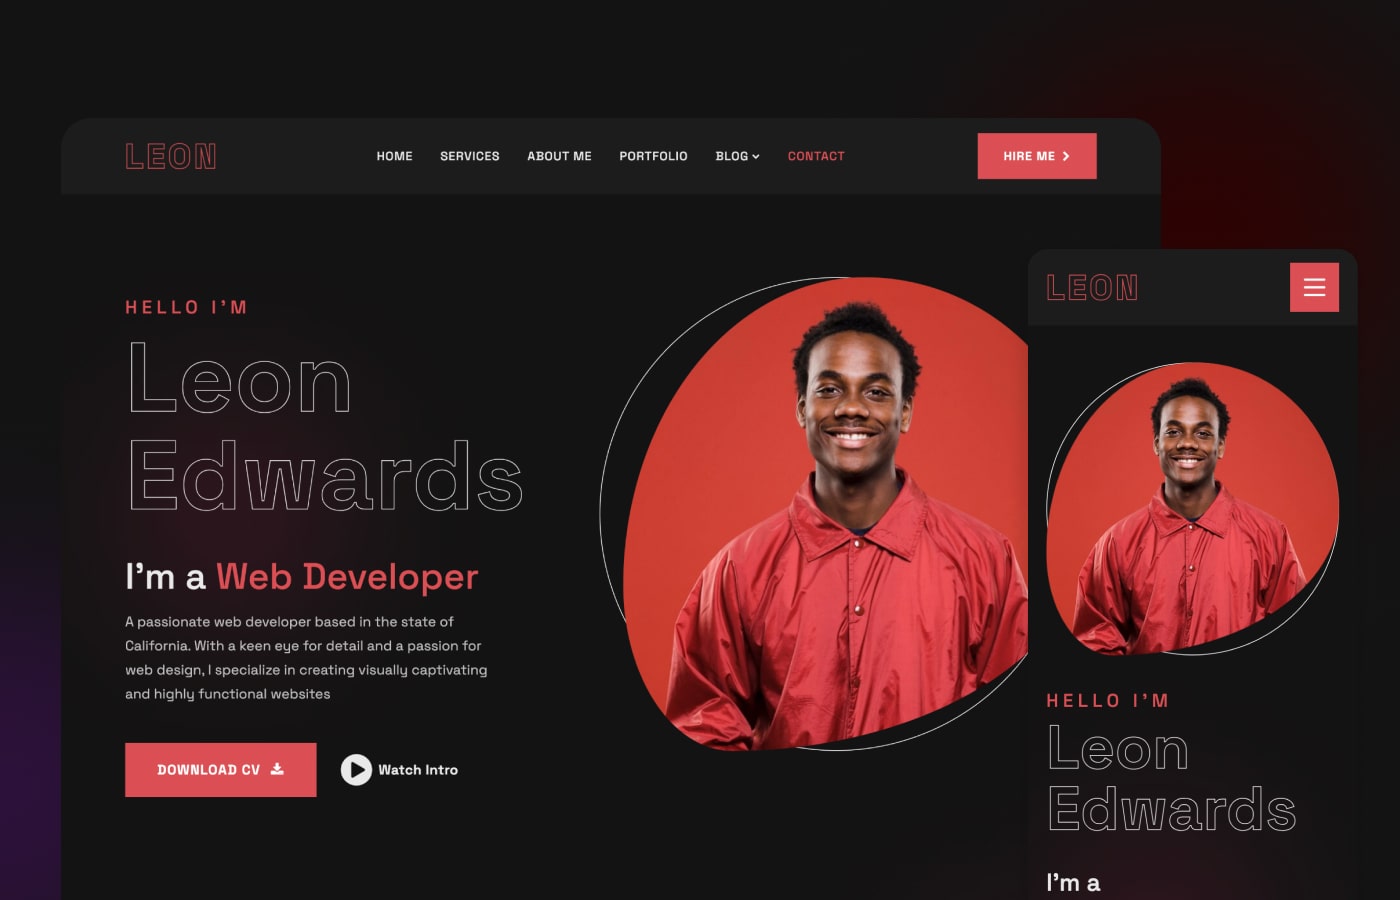 LEON
HOME SERVICES ABOUT ME PORTFOLIO BLOG CONTACT
HIRE ME
HELLO I'M
Leon
Edwards
I'm a Web Developer
A passionate web developer based in the state of
California. With a keen eye for detail and a passion for
web design, I specialize in creating visually captivating
and highly functional websites
DOWNLOAD CV
Watch Intro
LEON
HELLO I'M
Leon
Edwards
I'm a